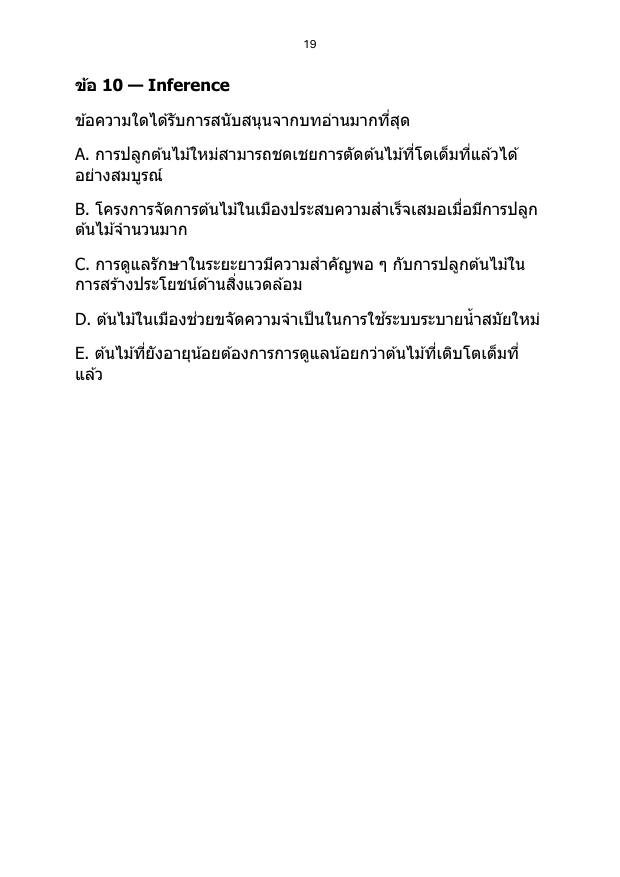 19
ข้อ 10 — Inference
ข้อความใดได้รับการสนับสนุนจากบทอ่านมากที่สุด
A. การปลูกต้นไม้ใหม่สามารถชดเชยการตัดต้นไม้ที่โตเต็มที่แล้วได้
อย่างสมบูรณ์
B. โครงการจัดการต้นไม้ในเมืองประสบความสำเร็จเสมอเมื่อมีการปลูก
ต้นไม้จำนวนมาก
C. การดูแลรักษาในระยะยาวมีความสำคัญพอ ๆ กับการปลูกต้นไม้ใน
การสร้างประโยชน์ด้านสิ่งแวดล้อม
D. ต้นไม้ในเมืองช่วยขจัดความจำเป็นในการใช้ระบบระบายน้ำสมัยใหม่
E. ต้นไม้ที่ยังอายุน้อยต้องการการดูแลน้อยกว่าต้นไม้ที่เติบโตเต็มที่
แล้ว